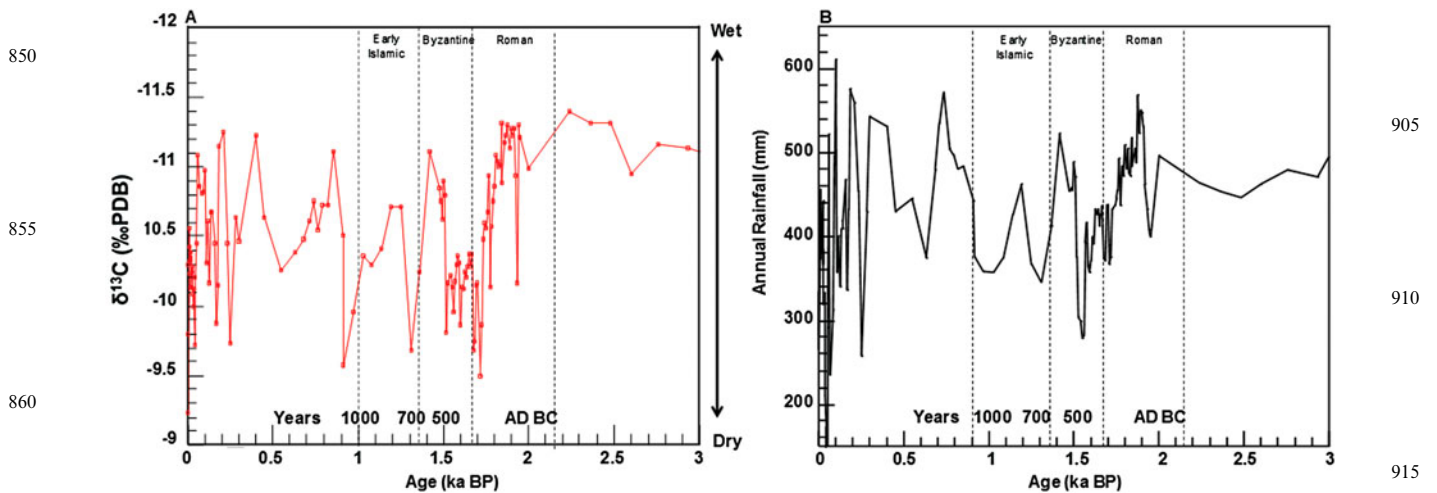 850
855
860
A
-12
-11.5
-11
10.5
-10
-9.5
-9
δ¹³C (‰PDB)
Early
Islamic
Byzantine
Roman
Years 1000 700 500 AD BC
0 0.5 1 1.5 2 2.5 3
Age (ka BP)
Wet
Dry
B
600
500
400
300
200
Annual Rainfall (mm)
Early
Islamic
Byzantine
Roman
Years 1000 700 500 AD BC
0 0.5 1 1.5 2 2.5 3
Age (ka BP)
905
910
915